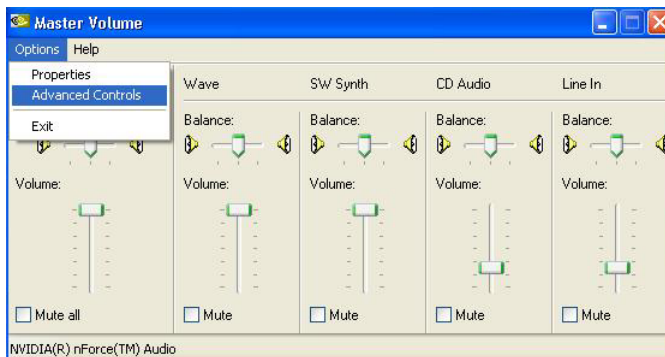 Master Volume
Options Help
Properties
Advanced Controls
Exit
Wave SW Synth CD Audio Line In
Balance: Balance: Balance: Balance:
Volume: Volume: Volume: Volume: Volume:
Mute all Mute Mute Mute Mute
NVIDIA(R) nForce(TM) Audio